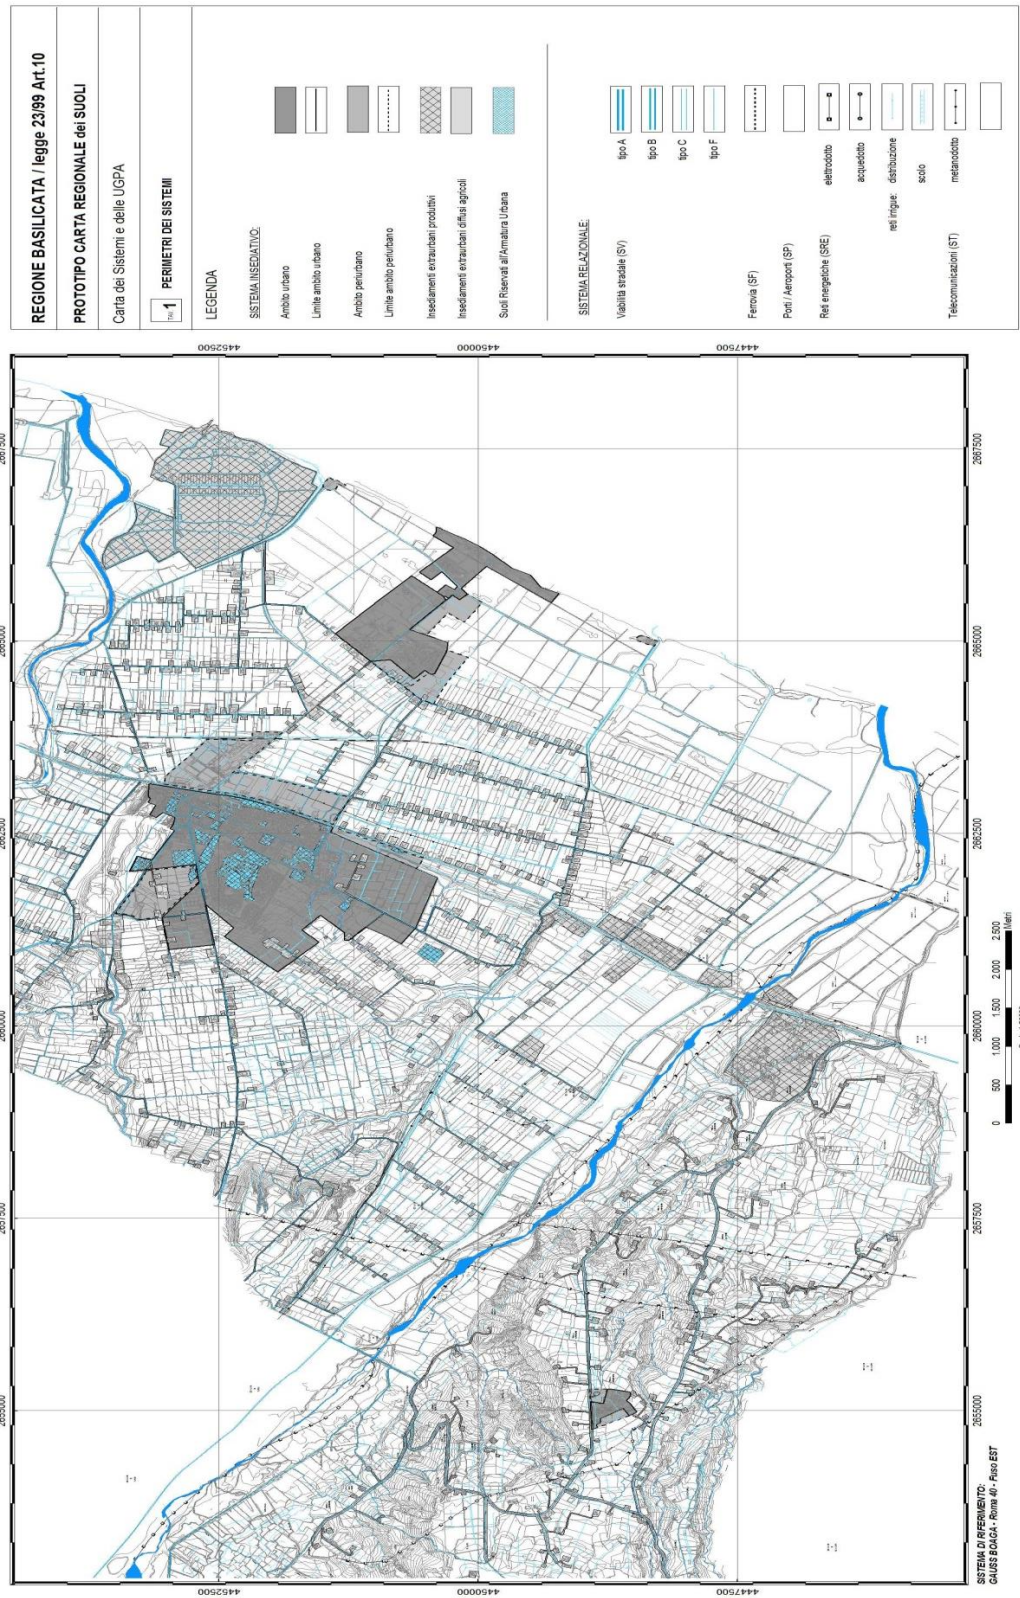 REGIONE BASILICATA / legge 23/99 Art.10
PROTOTIPO CARTA REGIONALE dei SUOLI
Carta dei Sistemi e delle UGPA
TAV 1 PERIMETRI DEI SISTEMI
LEGENDA
SISTEMA INSEDIATIVO:
Ambito urbano
Limite ambito urbano
Ambito periurbano
Limite ambito periurbano
Insediamenti extraurbani produttivi
Insediamenti extraurbani diffusi agricoli
Suoli Riservati all'Armatura Urbana
SISTEMA RELAZIONALE:
Viabilità stradale (SV)
tipo A
tipo B
tipo C
tipo F
Ferrovia (SF)
Porti / Aeroporti (SP)
Reti energetiche (SRE)
elettrodotto
acquedotto
reti irrigue: distribuzione
scolo
metanodotto
Telecomunicazioni (ST)
4452500
4450000
4447500
2667500
2665000
2662500
2660000
2657500
2655000
4452500
4450000
4447500
0 500 1.000 1.500 2.000 2.500
Metri
SISTEMA DI RIFERIMENTO:
GAUSS BOAGA - Roma 40 - Fuso EST